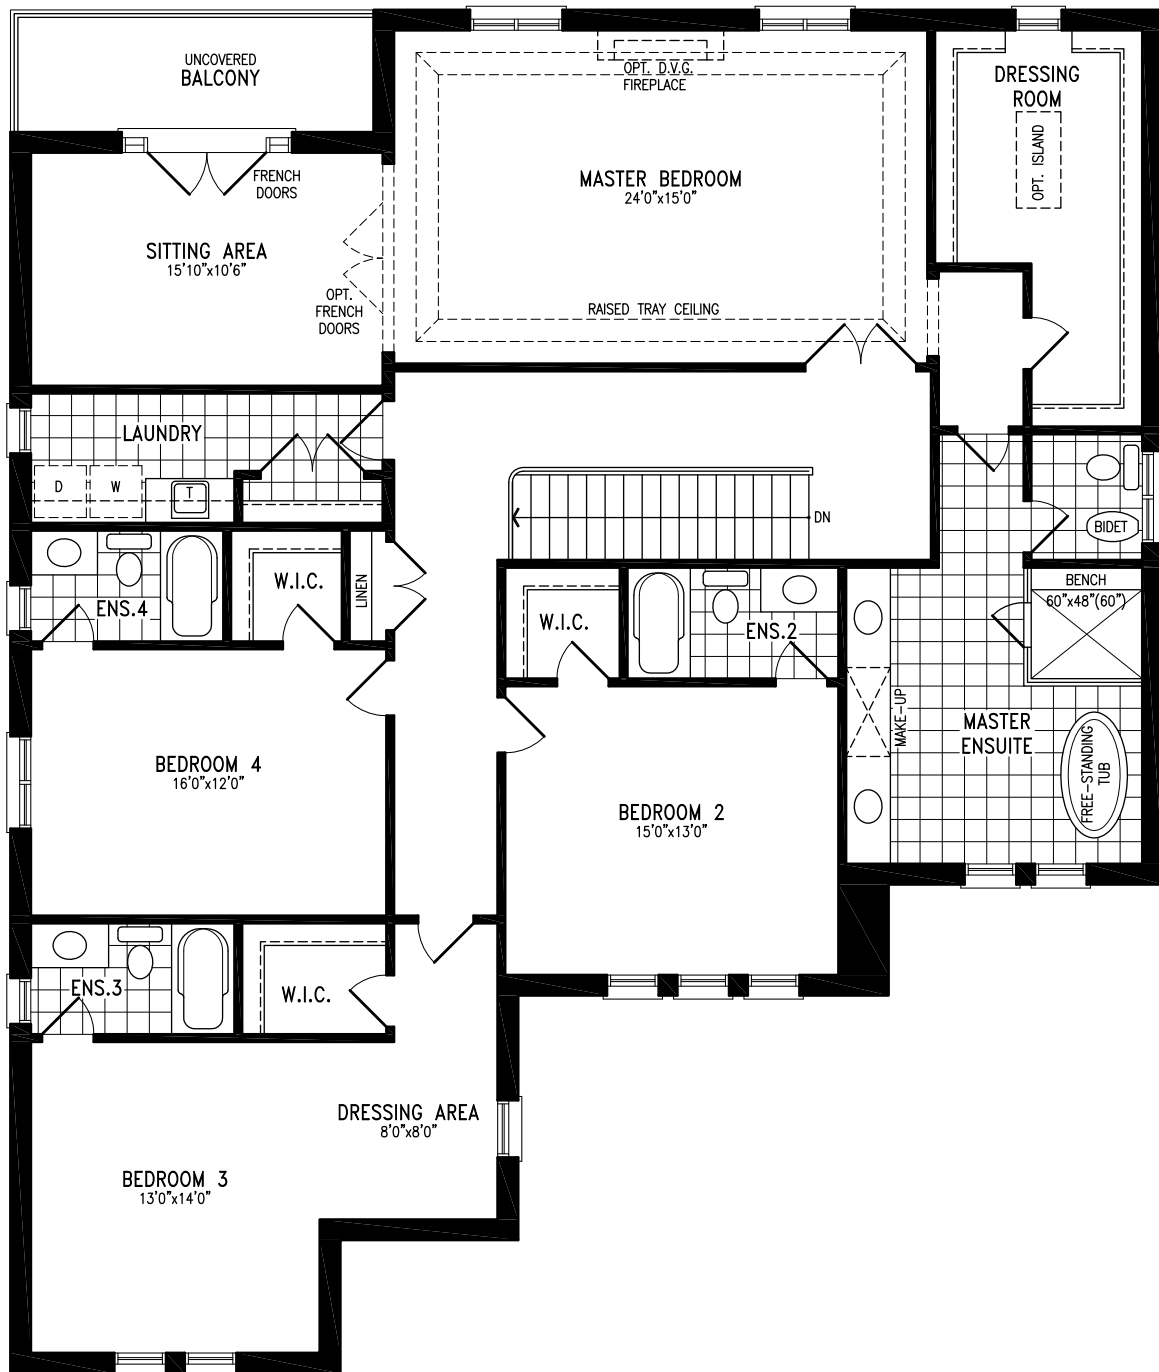 UNCOVERED
BALCONY
OPT. D.V.G.
FIREPLACE
DRESSING
ROOM
OPT. ISLAND
FRENCH
DOORS
MASTER BEDROOM
24'0"x15'0"
SITTING AREA
15'10"x10'6"
OPT.
FRENCH
DOORS
RAISED TRAY CEILING
LAUNDRY
D
W
T
DN
BIDET
ENS.4
W.I.C.
LINEN
W.I.C.
ENS.2
BENCH
60"x48"(60")
MAKE-UP
MASTER
ENSUITE
FREE-STANDING
TUB
BEDROOM 4
16'0"x12'0"
BEDROOM 2
15'0"x13'0"
ENS.3
W.I.C.
DRESSING AREA
8'0"x8'0"
BEDROOM 3
13'0"x14'0"